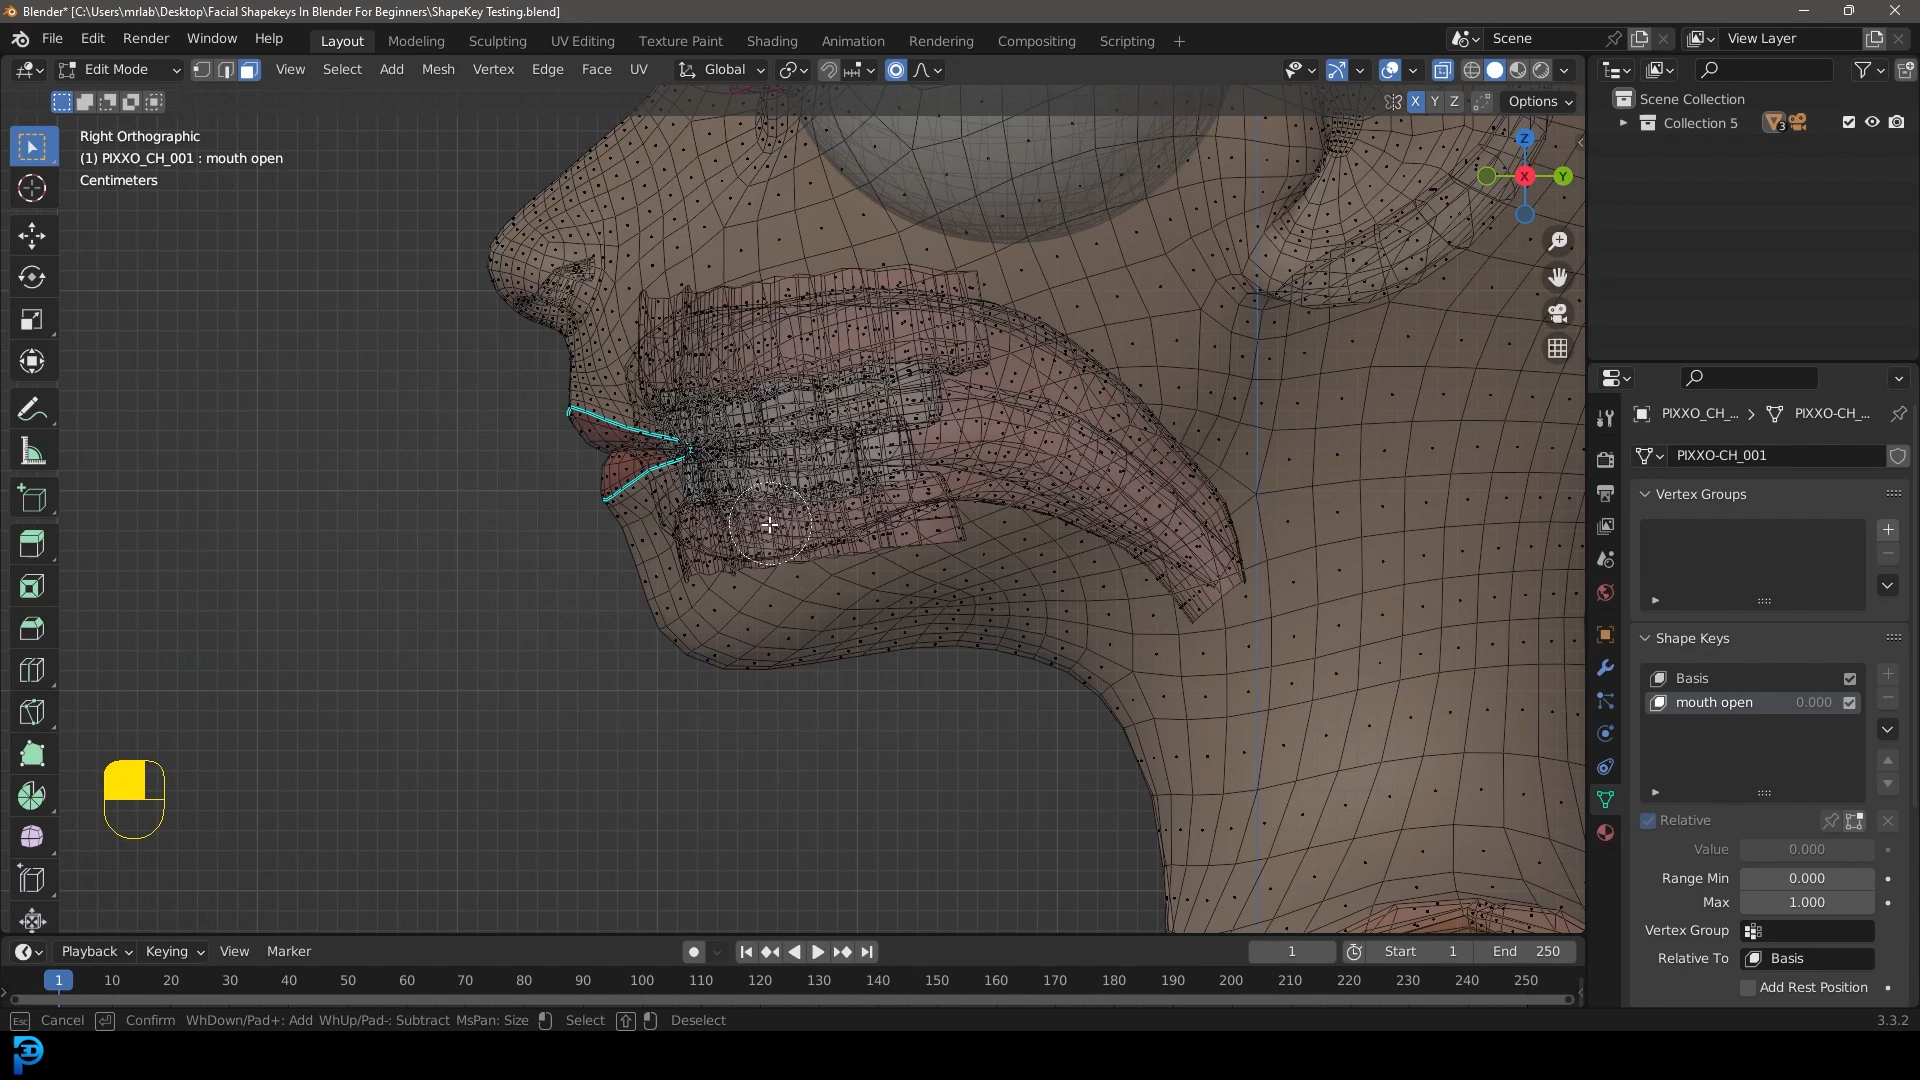 Blender* [C:\Users\mrlab\Desktop\Facial Shapekeys In Blender For Beginners\ShapeKey Testing.blend]
File Edit Render Window Help Layout Modeling Sculpting UV Editing Texture Paint Shading Animation Rendering Compositing Scripting + Scene View Layer
Edit Mode View Select Add Mesh Vertex Edge Face UV Global
X Y Z Options
Scene Collection
Collection 5 3
Right Orthographic
(1) PIXXO_CH_001 : mouth open
Centimeters
Z
X
Y
PIXXO_CH_... > PIXXO-CH_...
PIXXO-CH_001
Vertex Groups
Shape Keys
Basis
mouth open 0.000
Relative
Value 0.000
Range Min 0.000
Max 1.000
Vertex Group
Relative To Basis
Add Rest Position
Playback Keying View Marker 1 Start 1 End 250
1 10 20 30 40 50 60 70 80 90 100 110 120 130 140 150 160 170 180 190 200 210 220 230 240 250
Esc Cancel Confirm WhDown/Pad+: Add WhUp/Pad-: Subtract MsPan: Size Select Deselect 3.3.2